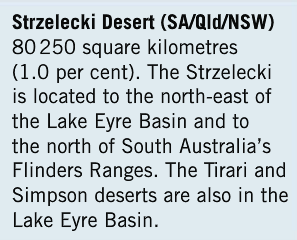 Strzelecki Desert (SA/Qld/NSW)
80 250 square kilometres
(1.0 per cent). The Strzelecki
is located to the north-east of
the Lake Eyre Basin and to
the north of South Australia's
Flinders Ranges. The Tirari and
Simpson deserts are also in the
Lake Eyre Basin.